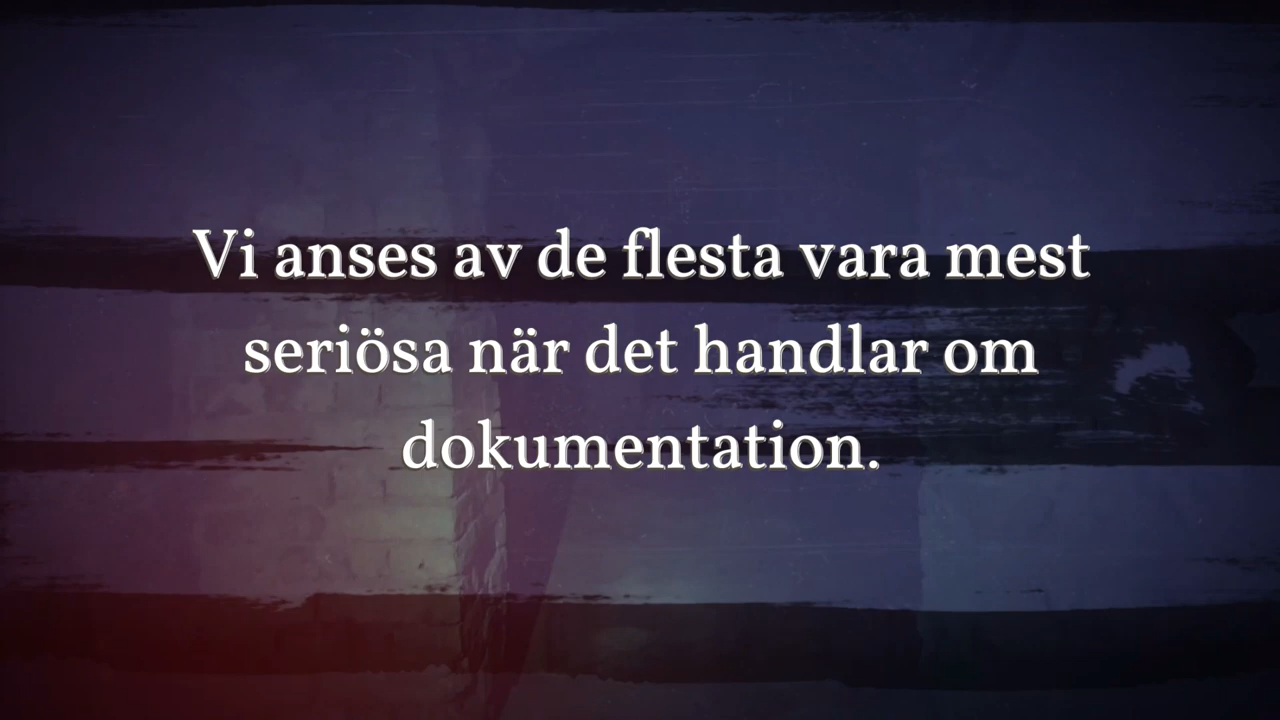 Vi anses av de flesta vara mest
seriösa när det handlar om
dokumentation.